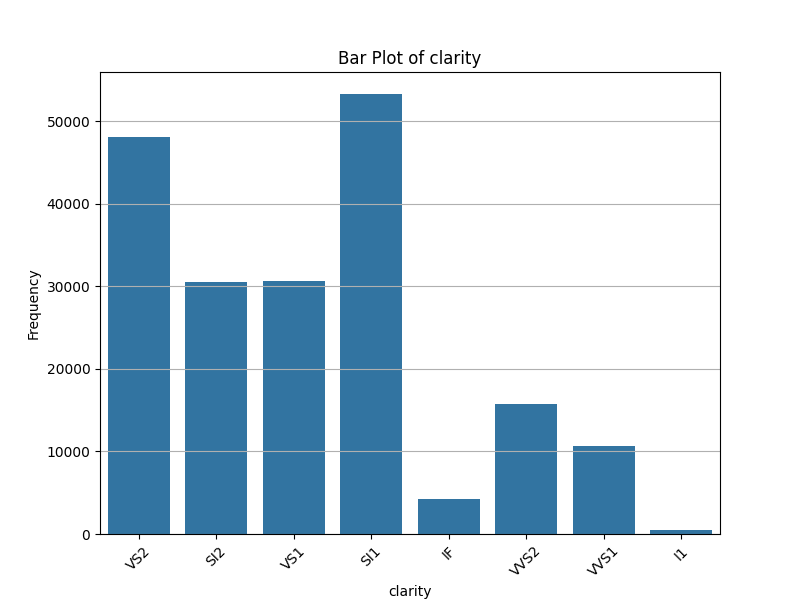 Bar Plot of clarity
50000
40000
30000
20000
10000
0
Frequency
VS2
SI2
VS1
SI1
IF
VVS2
VVS1
I1
clarity